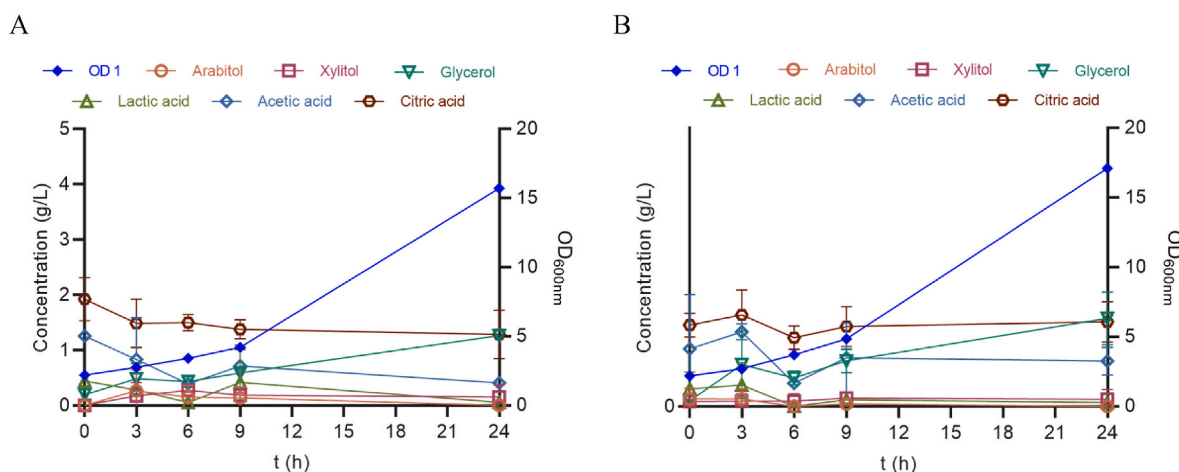 A
OD 1 Arabitol Xylitol Glycerol
Lactic acid Acetic acid Citric acid
5
4
3
2
1
0
Concentration (g/L)
20
15
10
5
0
OD600nm
0 3 6 9 12 15 18 21 24
t (h)
B
OD 1 Arabitol Xylitol Glycerol
Lactic acid Acetic acid Citric acid
0
Concentration (g/L)
20
15
10
5
0
OD600nm
0 3 6 9 12 15 18 21 24
t (h)